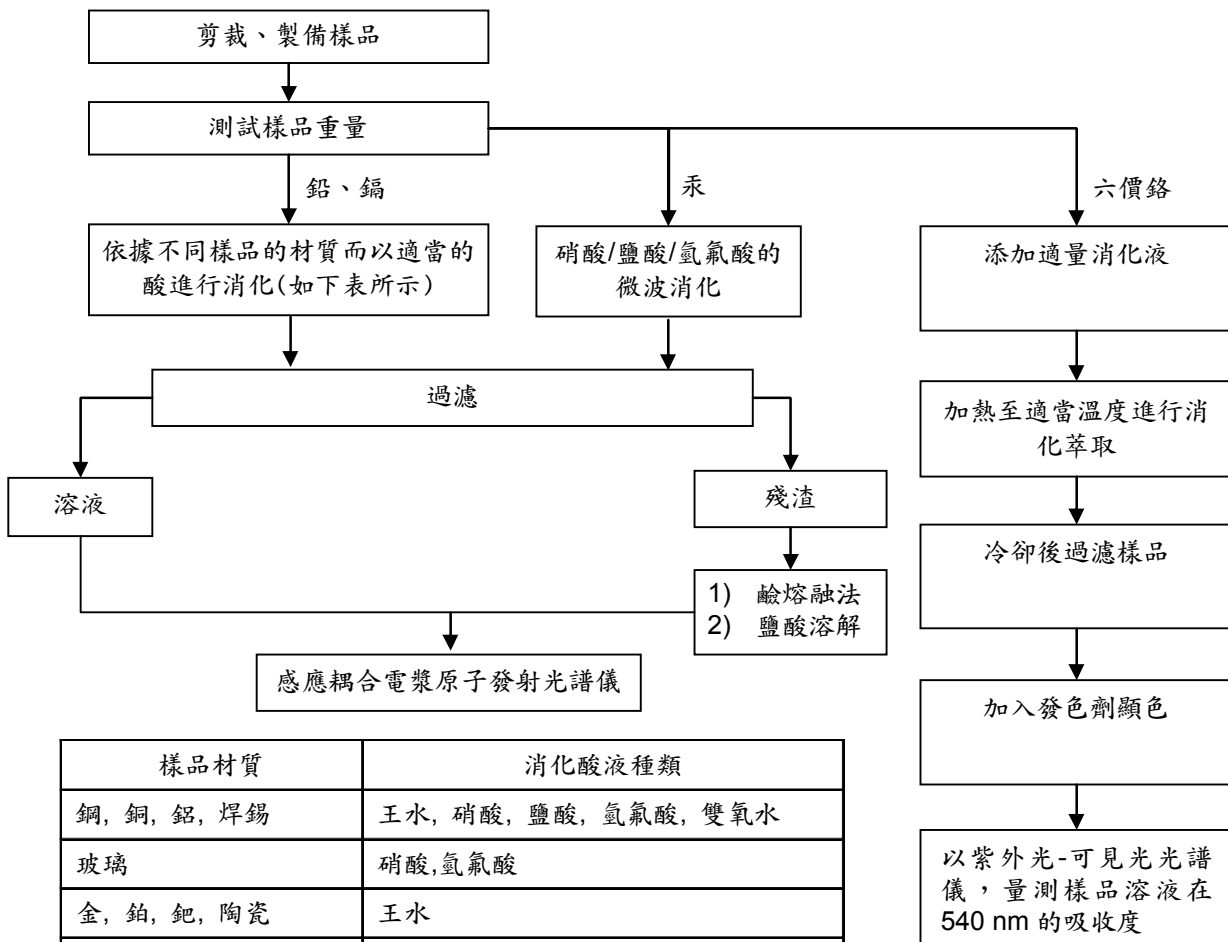 剪裁、製備樣品
測試樣品重量
鉛、鎘
汞
六價鉻
依據不同樣品的材質而以適當的
酸進行消化(如下表所示)
硝酸/鹽酸/氫氟酸的
微波消化
添加適量消化液
過濾
加熱至適當溫度進行消
化萃取
溶液
殘渣
冷卻後過濾樣品
1) 鹼熔融法
2) 鹽酸溶解
感應耦合電漿原子發射光譜儀
加入發色劑顯色
樣品材質 消化酸液種類
鋼, 銅, 鋁, 焊錫 王水, 硝酸, 鹽酸, 氫氟酸, 雙氧水
玻璃 硝酸,氫氟酸
金, 鉑, 鈀, 陶瓷 王水
以紫外光-可見光光譜
儀，量測樣品溶液在
540 nm 的吸收度